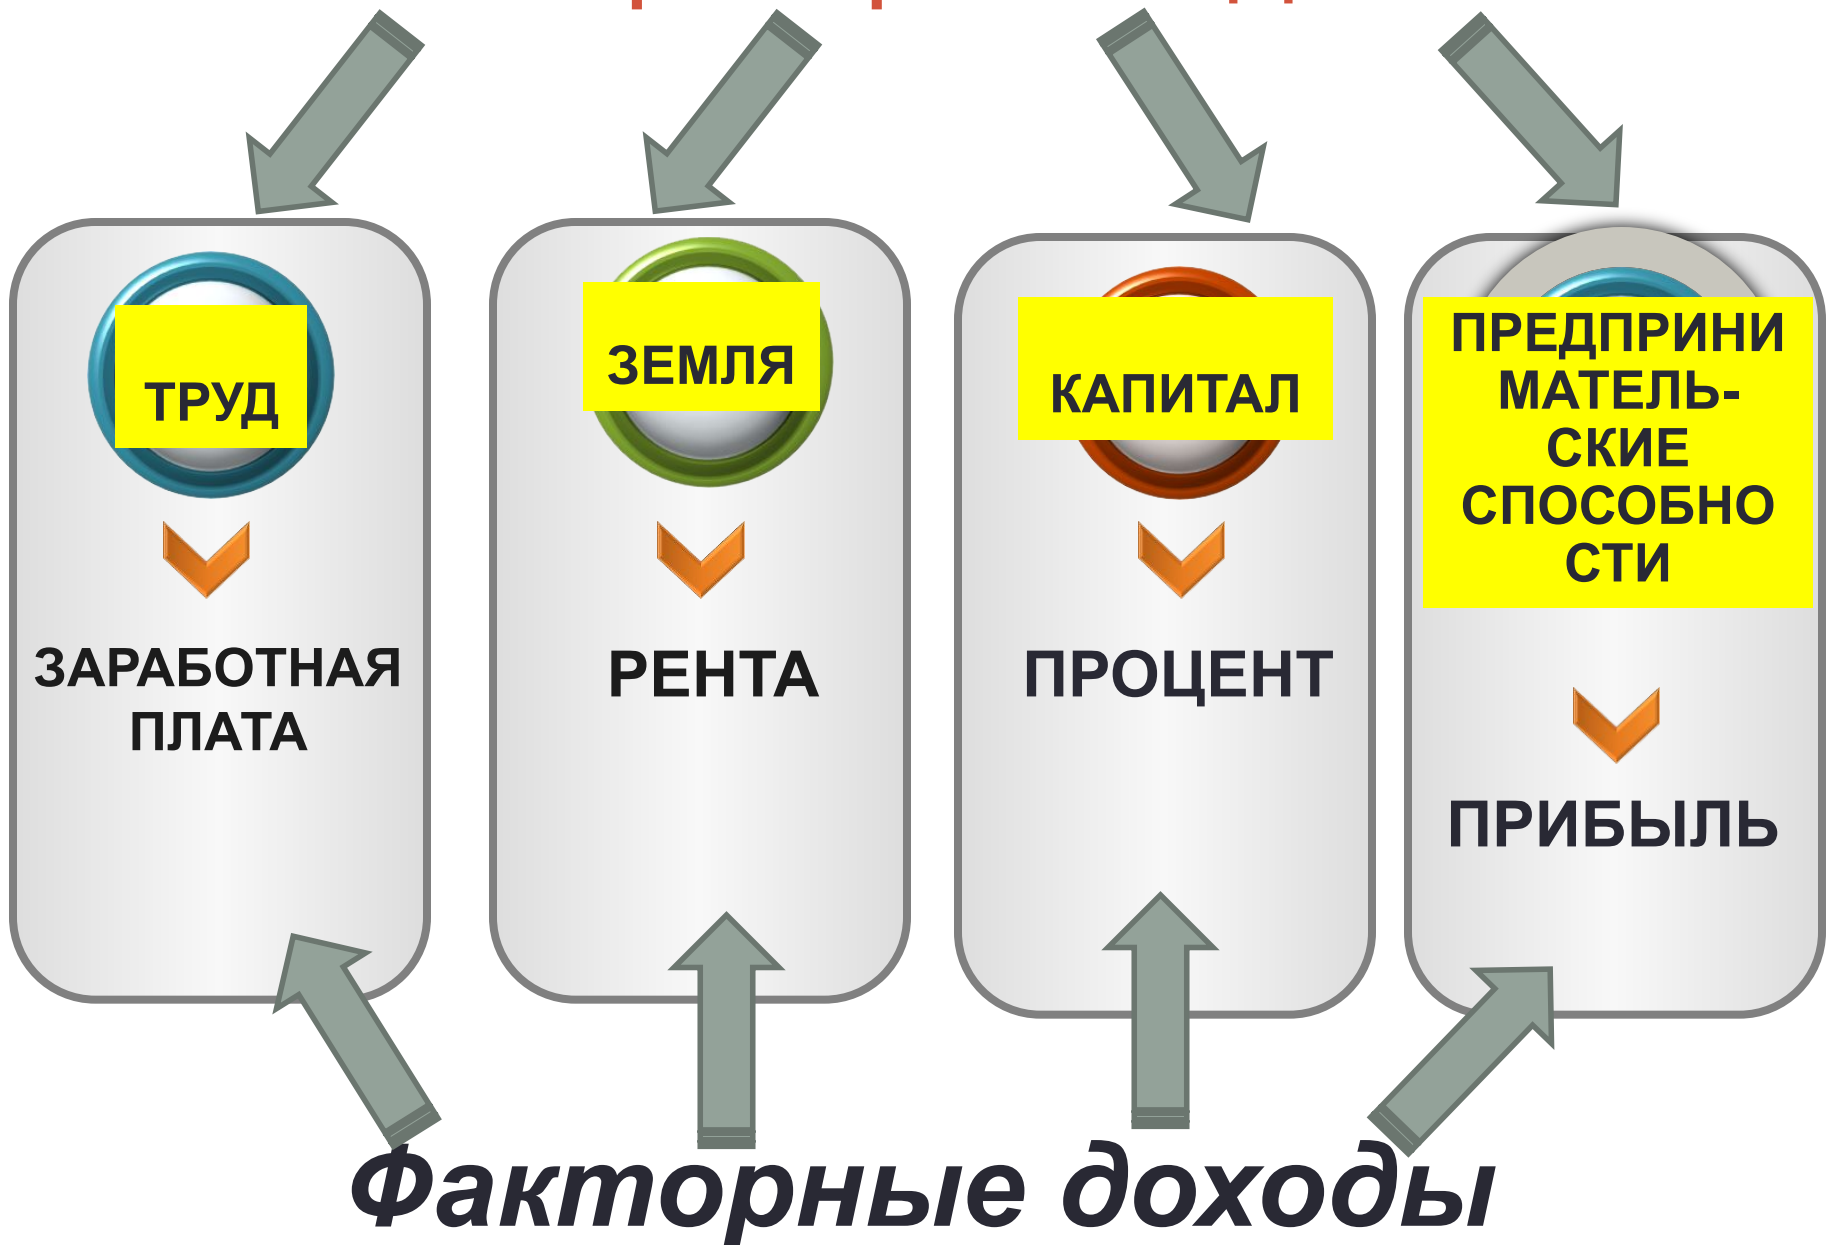 ТРУД
ЗЕМЛЯ
КАПИТАЛ
ПРЕДПРИНИ
МАТЕЛЬ-
СКИЕ
СПОСОБНО
СТИ
ЗАРАБОТНАЯ
ПЛАТА
РЕНТА
ПРОЦЕНТ
ПРИБЫЛЬ
Факторные доходы